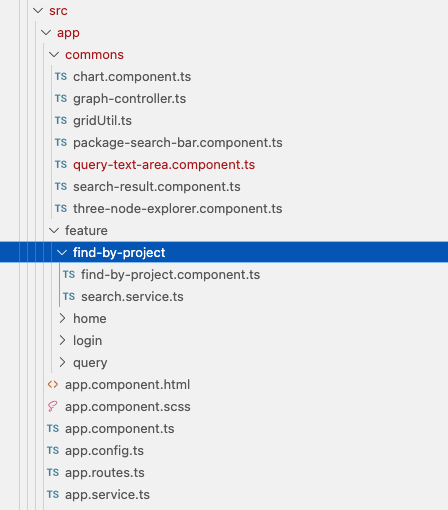 src
app
commons
TS chart.component.ts
TS graph-controller.ts
TS gridUtil.ts
TS package-search-bar.component.ts
TS query-text-area.component.ts
TS search-result.component.ts
TS three-node-explorer.component.ts
feature
find-by-project
TS find-by-project.component.ts
TS search.service.ts
home
login
query
<> app.component.html
app.component.scss
TS app.component.ts
TS app.config.ts
TS app.routes.ts
TS app.service.ts